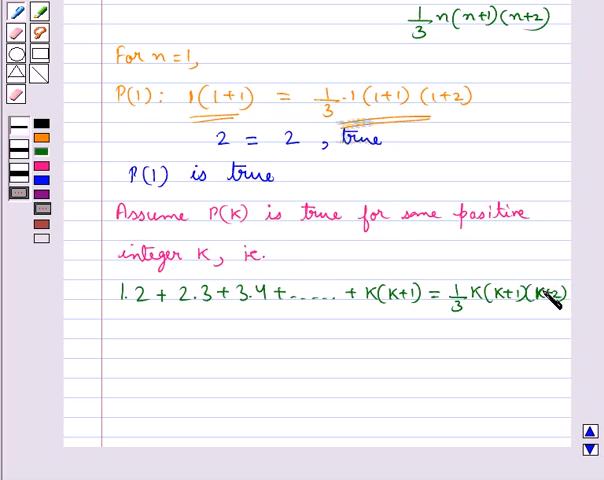 1/3 n(n+1)(n+2)
For n=1,
P(1): 1(1+1) = 1/3 .1(1+1) (1+2)
2 = 2 , true
P(1) is true
Assume P(K) is true for some positive
integer K, ie.
1.2 + 2.3 + 3.4 + ...... + K(K+1) = 1/3 K(K+1)(K+2)